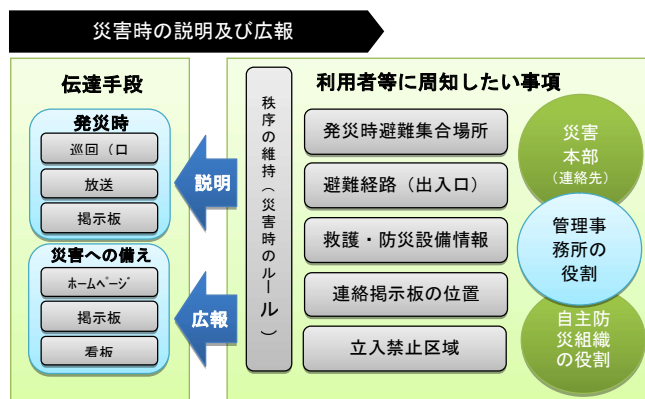 災害時の説明及び広報
伝達手段
発災時
巡回（口
放送
掲示板
災害への備え
ホームページ
掲示板
看板
説明
広報
利用者等に周知したい事項
秩序の維持（災害時のルール）
発災時避難集合場所
避難経路（出入口）
救護・防災設備情報
連絡掲示板の位置
立入禁止区域
災害
本部
（連絡先）
管理事
務所の
役割
自主防
災組織
の役割